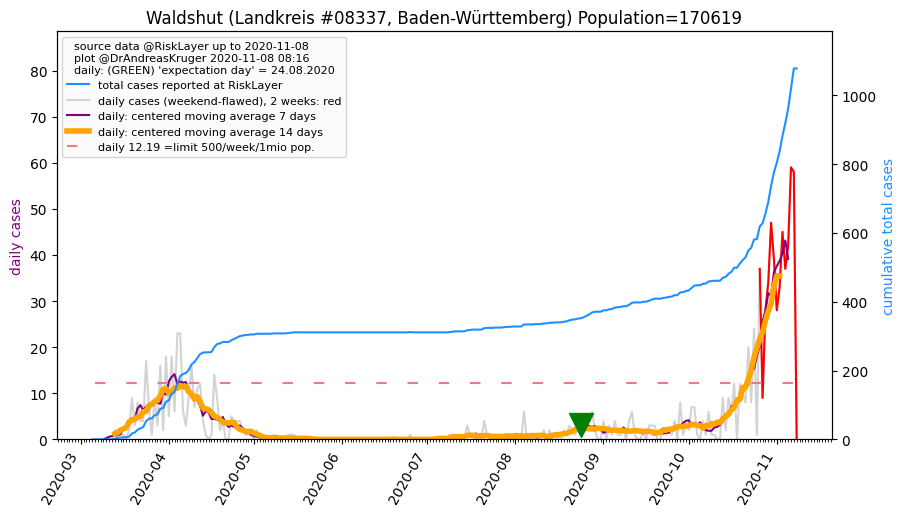 Waldshut (Landkreis #08337, Baden-Württemberg) Population=170619
source data @RiskLayer up to 2020-11-08
plot @DrAndreasKruger 2020-11-08 08:16
daily: (GREEN) 'expectation day' = 24.08.2020
total cases reported at RiskLayer
daily cases (weekend-flawed), 2 weeks: red
daily: centered moving average 7 days
daily: centered moving average 14 days
daily 12.19 =limit 500/week/1mio pop.
daily cases
80
70
60
50
40
30
20
10
0
1000
800
600
400
200
0
cumulative total cases
2020-03
2020-04
2020-05
2020-06
2020-07
2020-08
2020-09
2020-10
2020-11